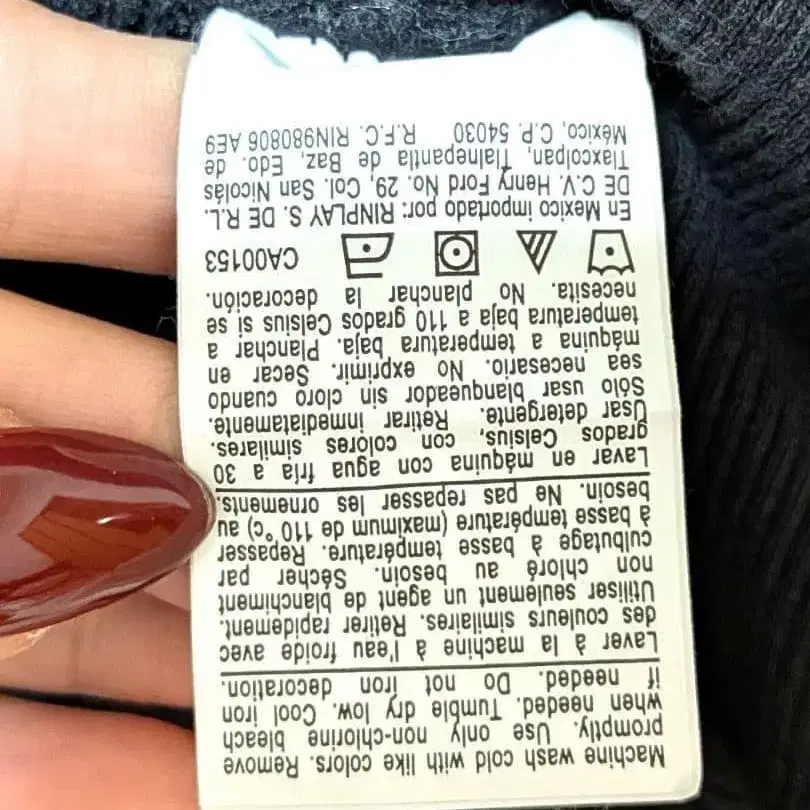 Machine wash cold with like colors. Remove
promptly. Use only non-chlorine bleach
when needed. Tumble dry low. Cool iron
if needed. Do not iron decoration.
Laver à la machine à l'eau froide avec
des couleurs similaires. Retirer rapidement.
Utiliser seulement un agent de blanchiment
non chloré au besoin. Sécher par
culbutage à basse température. Repasser
à basse température (maximum de 110 °c) au
besoin. Ne pas repasser les ornements.
Lavar en máquina con agua fría a 30
grados Celsius, con colores similares.
Usar detergente. Retirar inmediatamente.
Sólo usar blanqueador sin cloro cuando
sea necesario. No exprimir. Secar en
máquina a temperatura baja. Planchar a
temperatura baja a 110 grados Celsius si se
necesita. No planchar la decoración.
CA00153
En Mexico importado por: RINPLAY S. DE R.L.
DE C.V. Henry Ford No. 29, Col. San Nicolás
Tlaxcolpan, Tlalnepantla de Baz, Edo. de
México, C.P. 54030 R.F.C. RIN980806 AE9